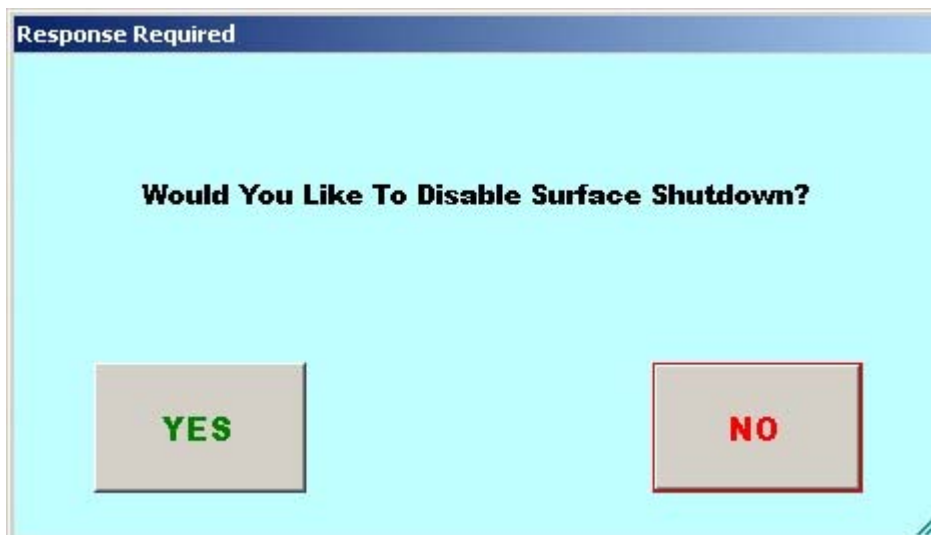 Response Required
Would You Like To Disable Surface Shutdown?
YES
NO